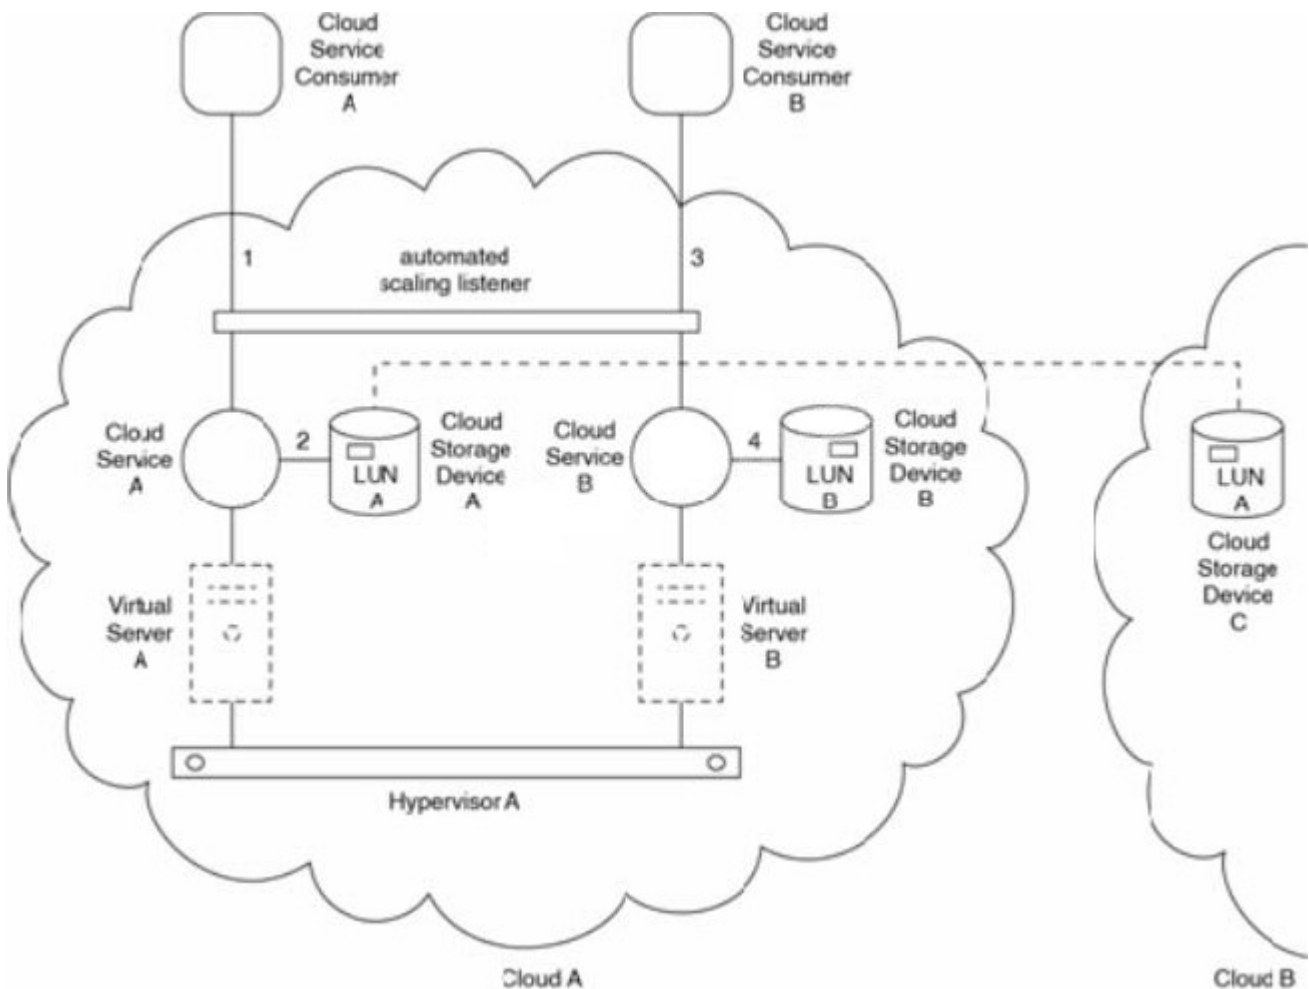 Cloud
Service
Consumer
A
Cloud
Service
Consumer
B
1
automated
scaling listener
3
Cloud
Service
A
2
LUN
A
Cloud
Storage
Device
A
Cloud
Service
B
4
LUN
B
Cloud
Storage
Device
B
LUN
A
Cloud
Storage
Device
C
Virtual
Server
A
Virtual
Server
B
Hypervisor A
Cloud A
Cloud B